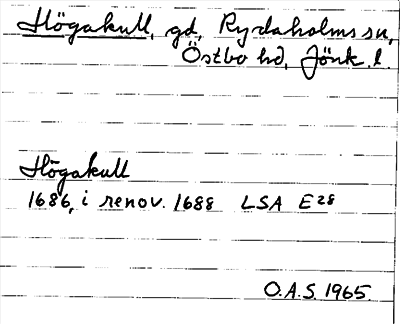 Högakull, gd, Rydaholms sn,
Östbo hd, Jönk. l.
Högakull
1686, i renov. 1688 LSA E28
O.A.S. 1965